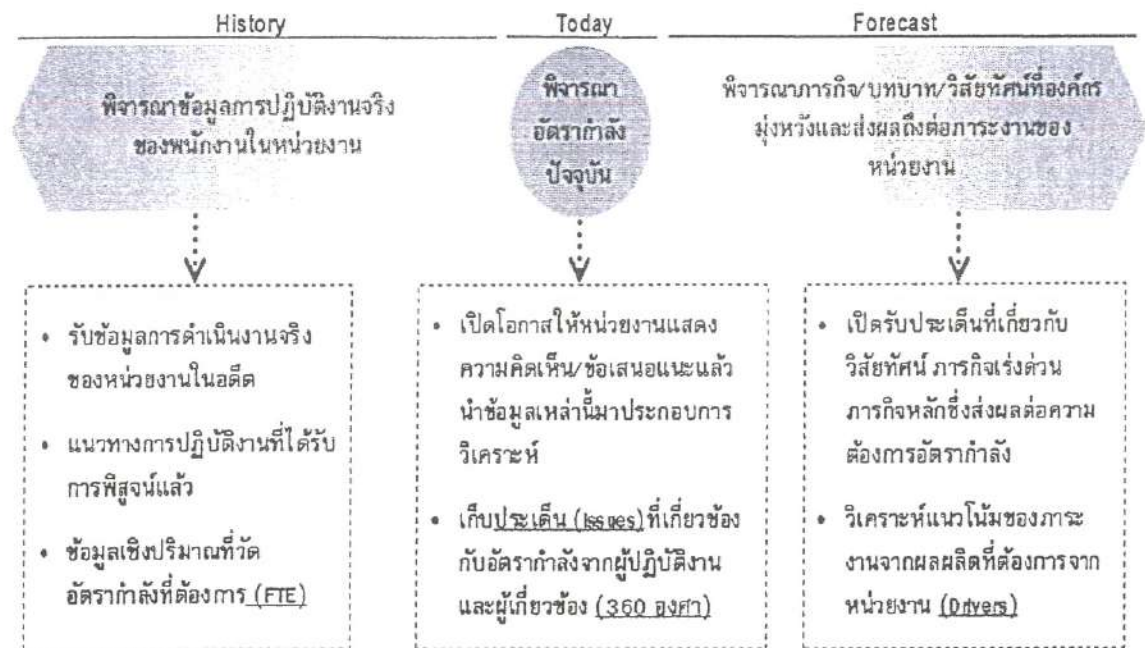 History
Today
Forecast
พิจารณาข้อมูลการปฏิบัติงานจริง
ของพนักงานในหน่วยงาน
พิจารณา
อัตรากำลัง
ปัจจุบัน
พิจารณาภารกิจ/บทบาท/วิสัยทัศน์ที่องค์กร
มุ่งหวังและส่งผลถึงต่อภาระงานของ
หน่วยงาน
• รับข้อมูลการดำเนินงานจริง
ของหน่วยงานในอดีต
• แนวทางการปฏิบัติงานที่ได้รับ
การพิสูจน์แล้ว
• ข้อมูลเชิงปริมาณที่วัด
อัตรากำลังที่ต้องการ (FTE)
• เปิดโอกาสให้หน่วยงานแสดง
ความคิดเห็น/ข้อเสนอแนะแล้ว
นำข้อมูลเหล่านี้มาประกอบการ
วิเคราะห์
• เก็บประเด็น (Issues) ที่เกี่ยวข้อง
กับอัตรากำลังจากผู้ปฏิบัติงาน
และผู้เกี่ยวข้อง (360 องศา)
• เปิดรับประเด็นที่เกี่ยวกับ
วิสัยทัศน์ ภารกิจเร่งด่วน
ภารกิจหลักซึ่งส่งผลต่อความ
ต้องการอัตรากำลัง
• วิเคราะห์แนวโน้มของภาระ
งานจากผลผลิตที่ต้องการจาก
หน่วยงาน (Drivers)